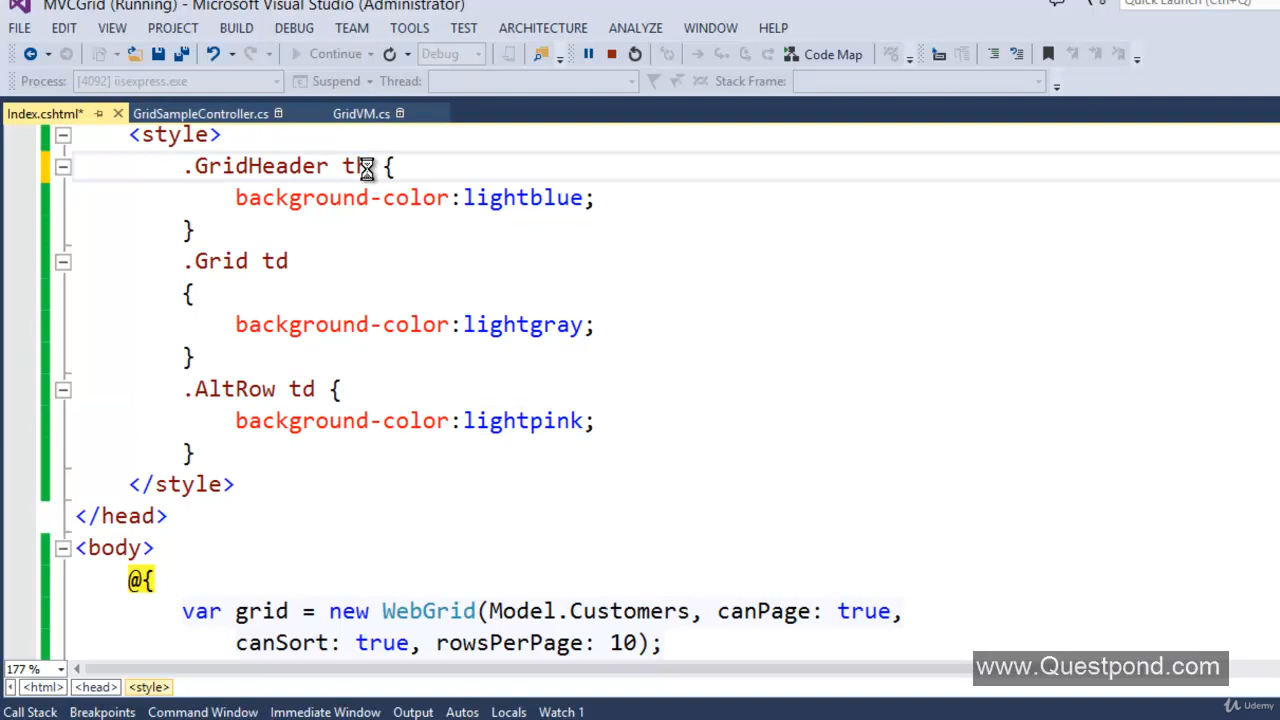 MVCGrid (Running) - Microsoft Visual Studio (Administrator)
Quick Launch (Ctrl+Q)
FILE EDIT VIEW PROJECT BUILD DEBUG TEAM TOOLS TEST ARCHITECTURE ANALYZE WINDOW HELP
Continue Debug Code Map
Process: [4092] iisexpress.exe Suspend Thread: Stack Frame:
Index.cshtml* GridSampleController.cs GridVM.cs
<style>
.GridHeader th {
background-color:lightblue;
}
.Grid td
{
background-color:lightgray;
}
.AltRow td {
background-color:lightpink;
}
</style>
</head>
<body>
@{
var grid = new WebGrid(Model.Customers, canPage: true,
canSort: true, rowsPerPage: 10);
177 %
www.Questpond.com
<html> <head> <style>
Udemy
Call Stack Breakpoints Command Window Immediate Window Output Autos Locals Watch 1